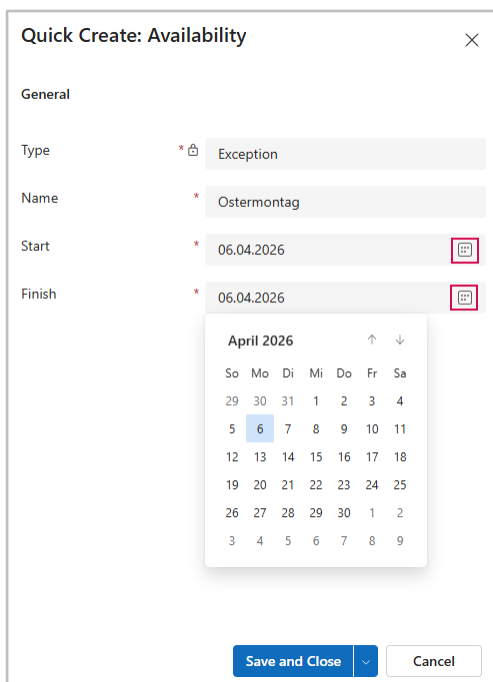 Quick Create: Availability
General
Type * Exception
Name * Ostermontag
Start * 06.04.2026
Finish * 06.04.2026
April 2026
So Mo Di Mi Do Fr Sa
29 30 31 1 2 3 4
5 6 7 8 9 10 11
12 13 14 15 16 17 18
19 20 21 22 23 24 25
26 27 28 29 30 1 2
3 4 5 6 7 8 9
Save and Close Cancel